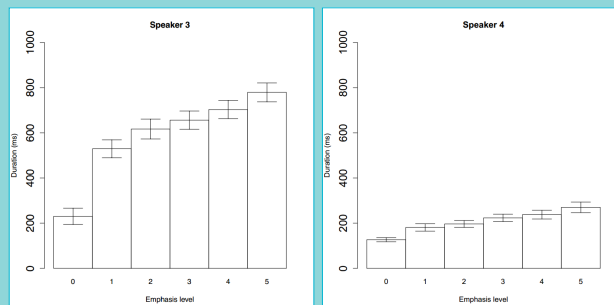 Speaker 3
1000
800
600
400
200
0
Duration (ms)
0 1 2 3 4 5
Emphasis level
Speaker 4
1000
800
600
400
200
0
Duration (ms)
0 1 2 3 4 5
Emphasis level